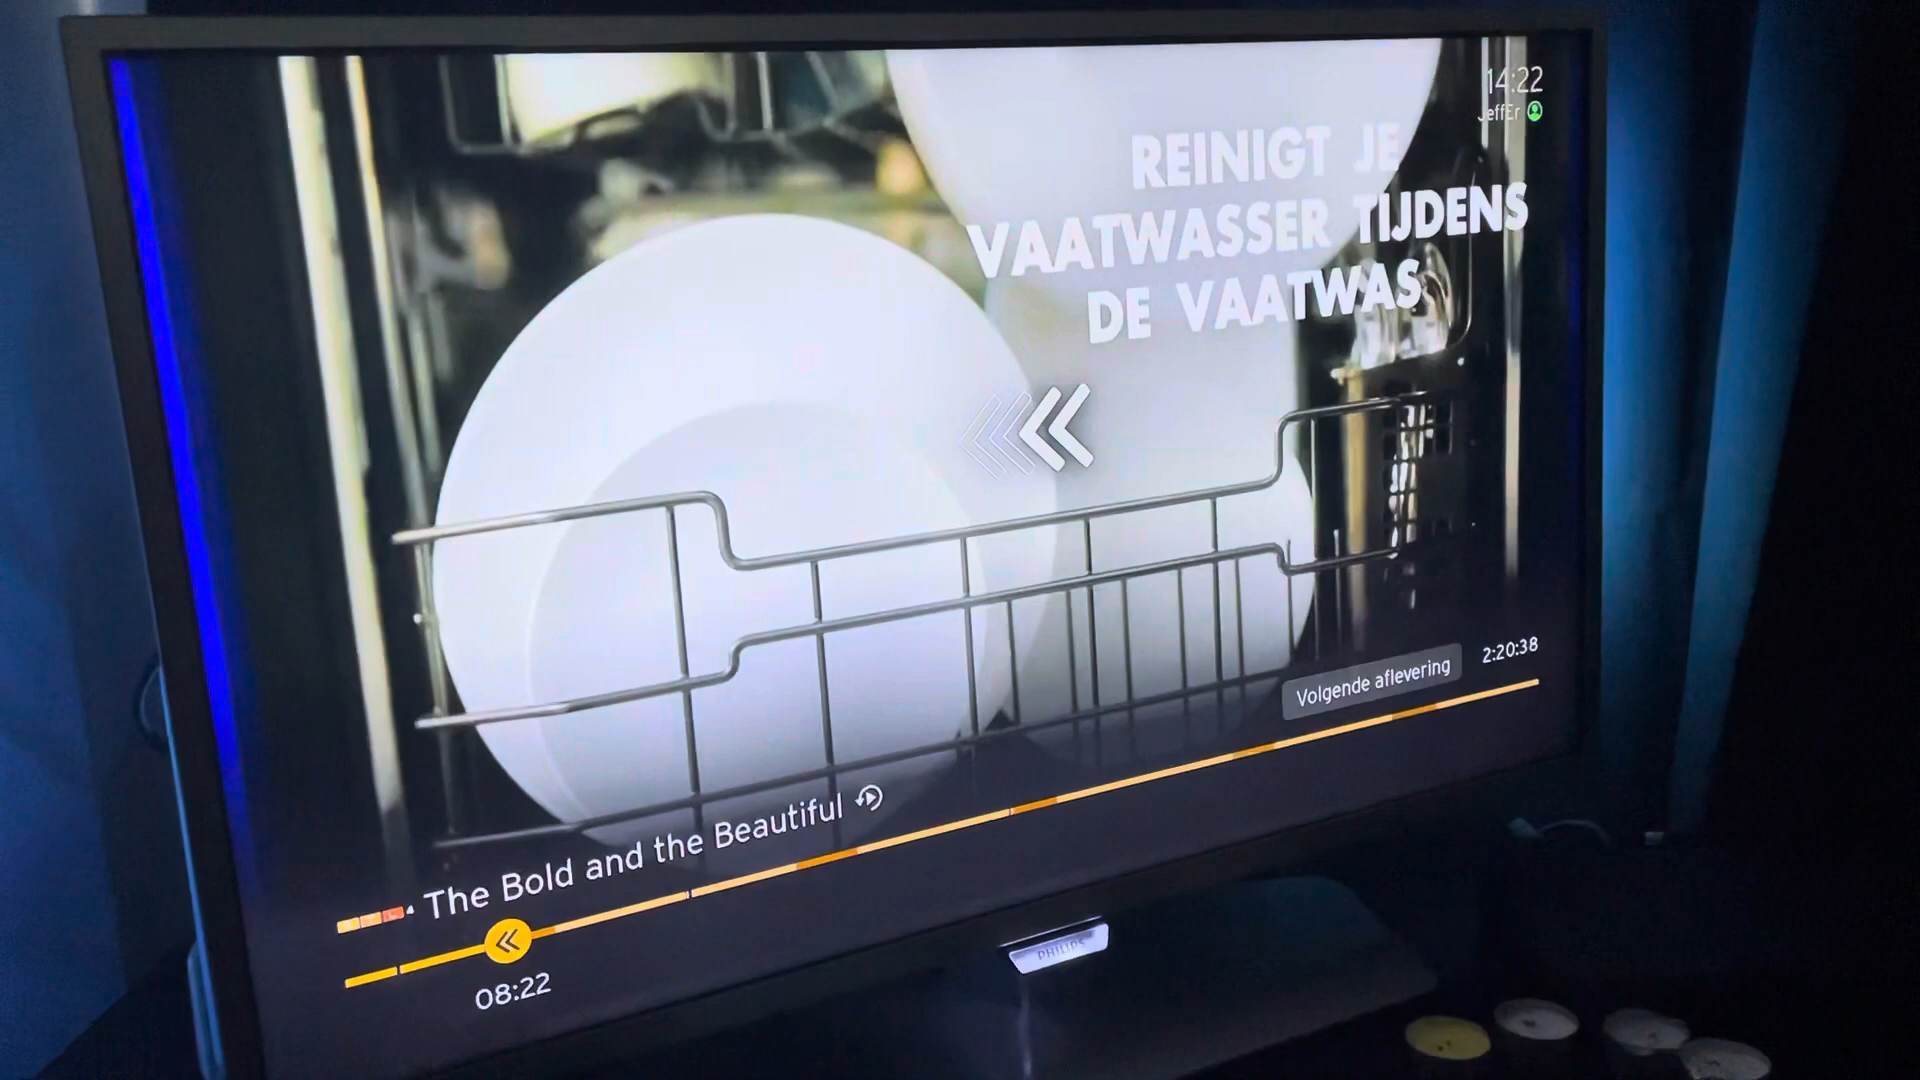 14:22
JeffEr
REINIGT JE
VAATWASSER TIJDENS
DE VAATWAS
Volgende aflevering
2:20:38
The Bold and the Beautiful
08:22
PHILIPS